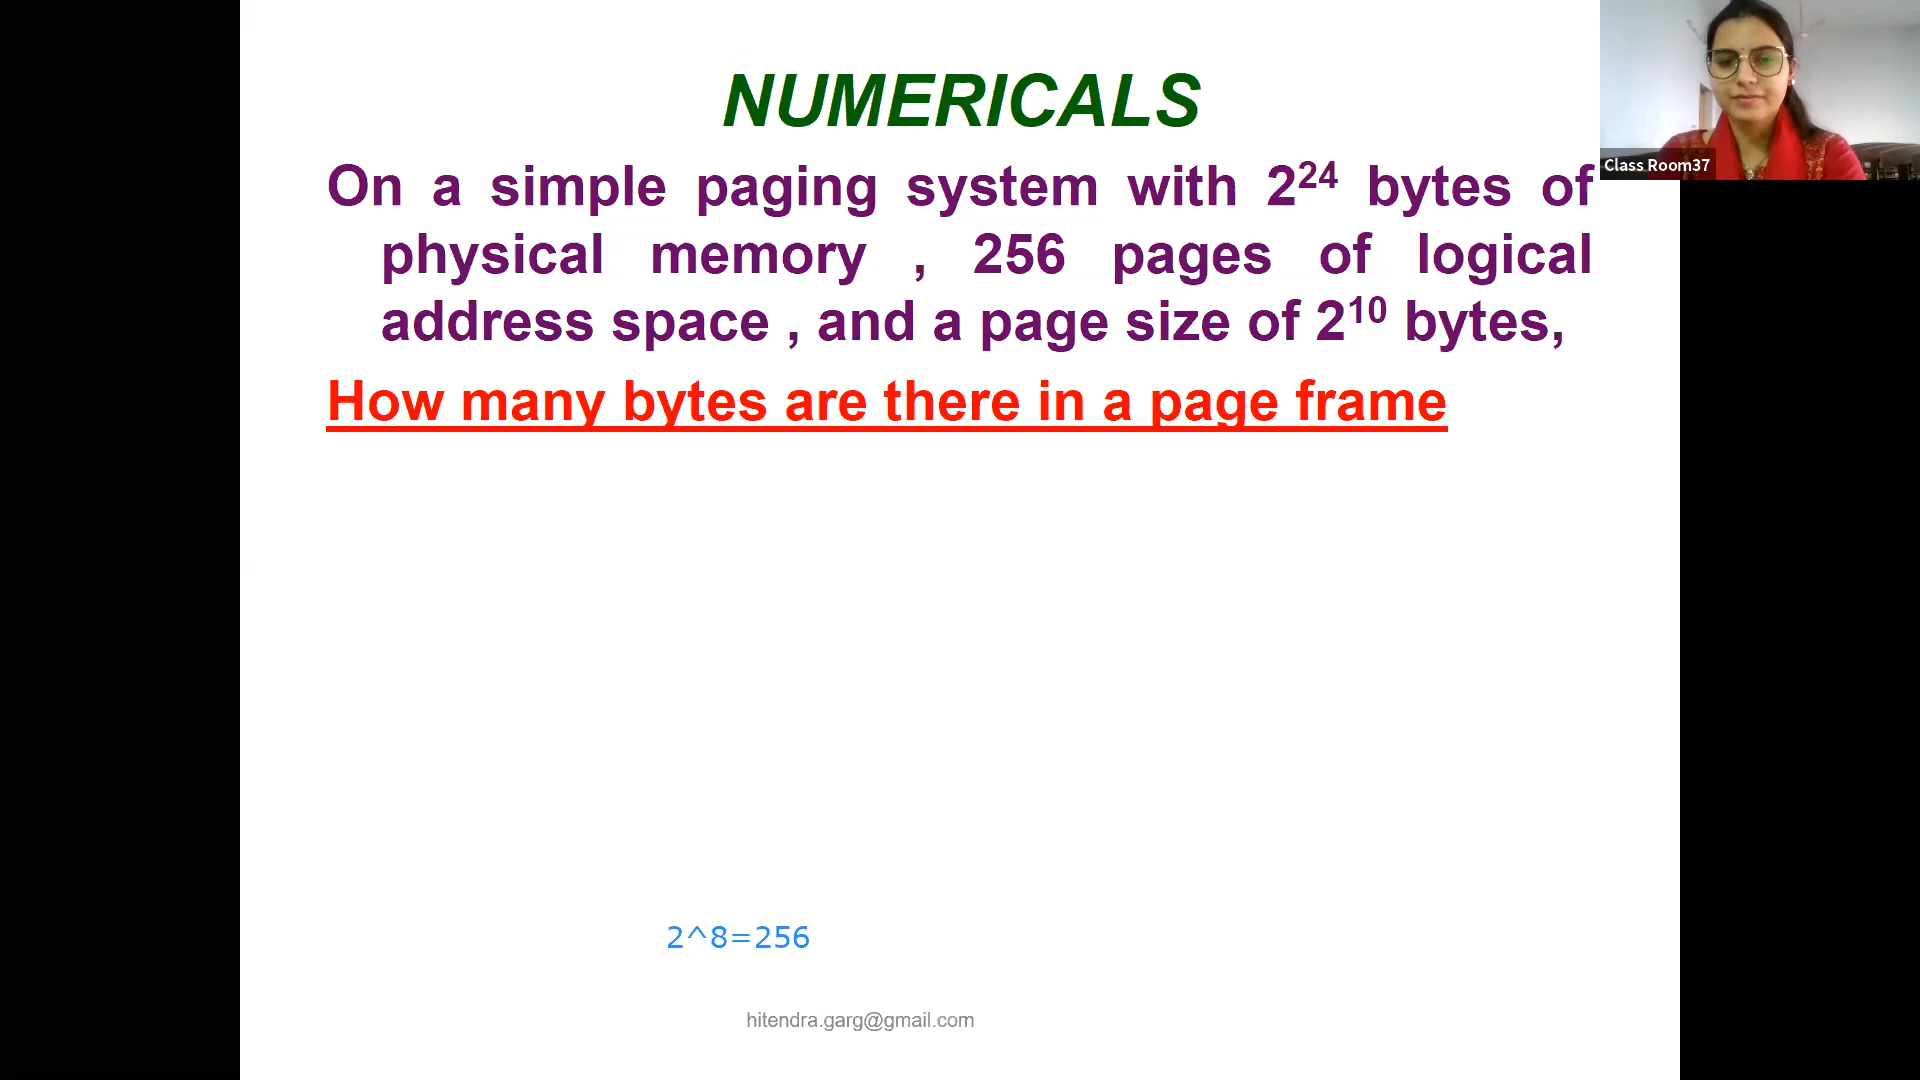 NUMERICALS
Class Room37
On a simple paging system with 2²⁴ bytes of
physical memory , 256 pages of logical
address space , and a page size of 2¹⁰ bytes,
How many bytes are there in a page frame
2^8=256
hitendra.garg@gmail.com